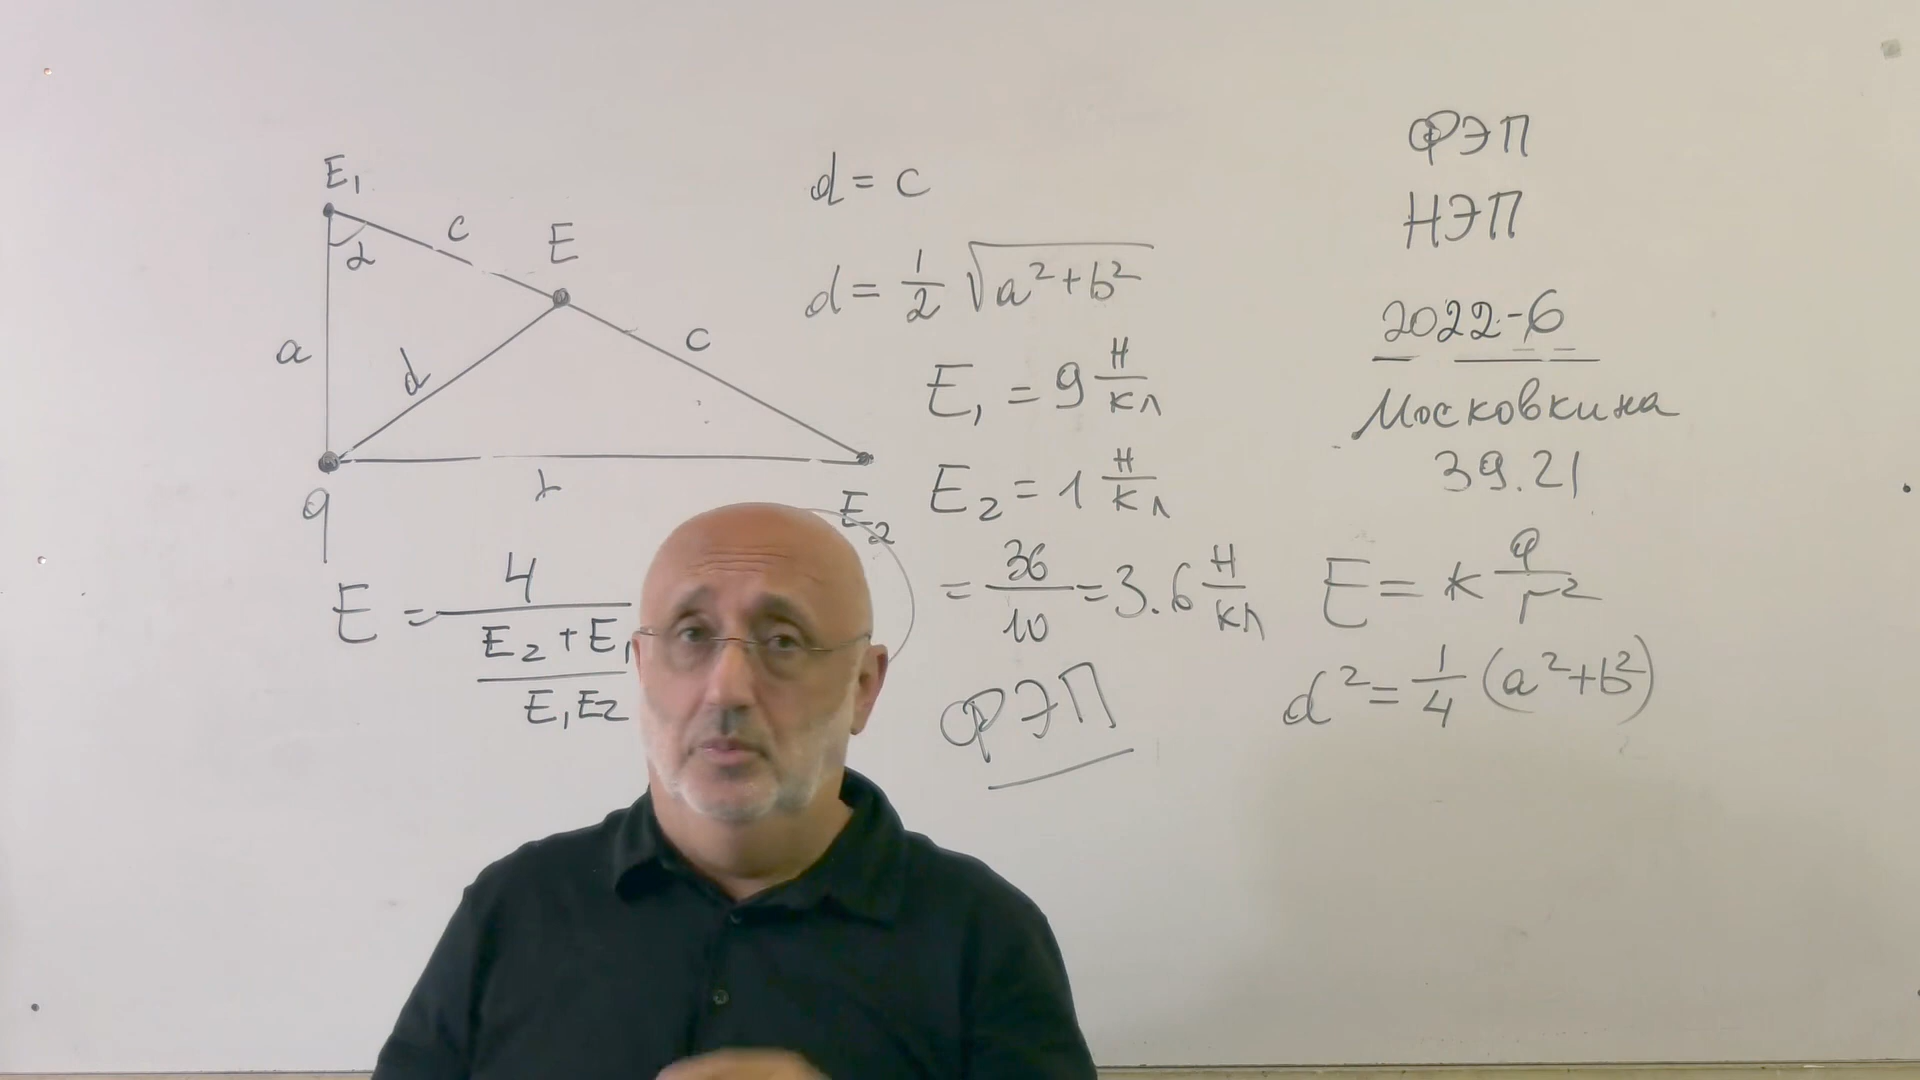 E₁
α
c
E
a
d
c
q
E₂
d = c
d = 1/2 √(a² + b²)
E₁ = 9 Н/кл
E₂ = 1 Н/кл
E = 4/((E₂ + E₁)/(E₁E₂))
= 36/10 = 3.6 Н/кл
ФЭП
ФЭП
НЭП
2022-6
Московкина
39.21
E = k q/r²
d² = 1/4 (a² + b²)